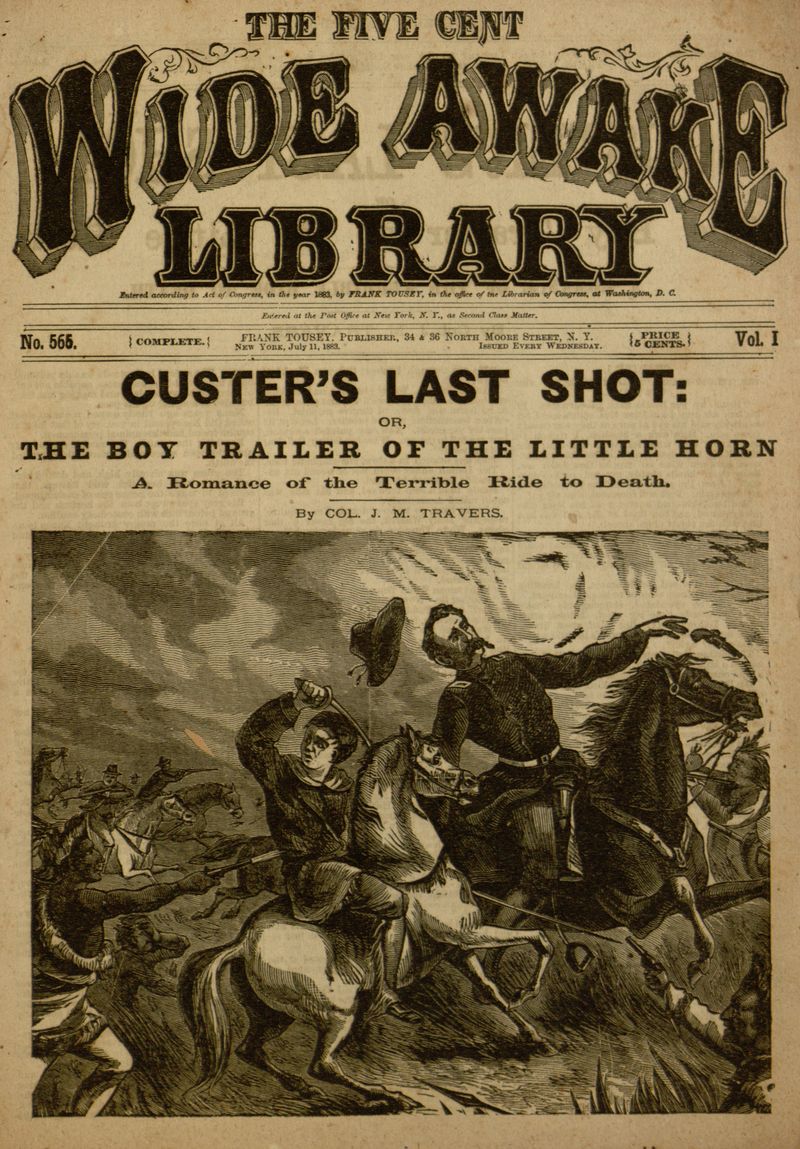 THE FIVE CENT
WIDE AWAKE
LIBRARY
Entered according to Act of Congress, in the year 1883, by FRANK TOUSEY, in the office of the Librarian of Congress, at Washington, D. C.
Entered at the Post Office at New York, N. Y., as Second Class Matter.
No. 565.
} COMPLETE. {
FRANK TOUSEY, PUBLISHER, 34 & 36 NORTH MOORE STREET, N. Y.
NEW YORK, July 11, 1883. ISSUED EVERY WEDNESDAY.
{ PRICE }
{ 5 CENTS. }
Vol. I
CUSTER'S LAST SHOT:
OR,
THE BOY TRAILER OF THE LITTLE HORN
A Romance of the Terrible Ride to Death.
By COL. J. M. TRAVERS.